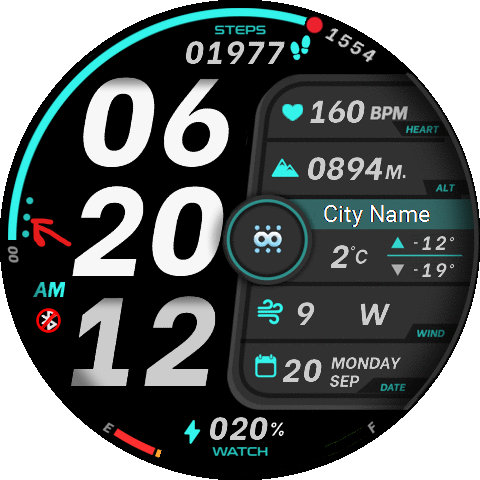 STEPS
01977
1554
06
20
12
AM
00
160 BPM
HEART
0894 M.
ALT
City Name
2°C
-12°
-19°
9 W
WIND
20 MONDAY
SEP
DATE
E
020%
WATCH
F